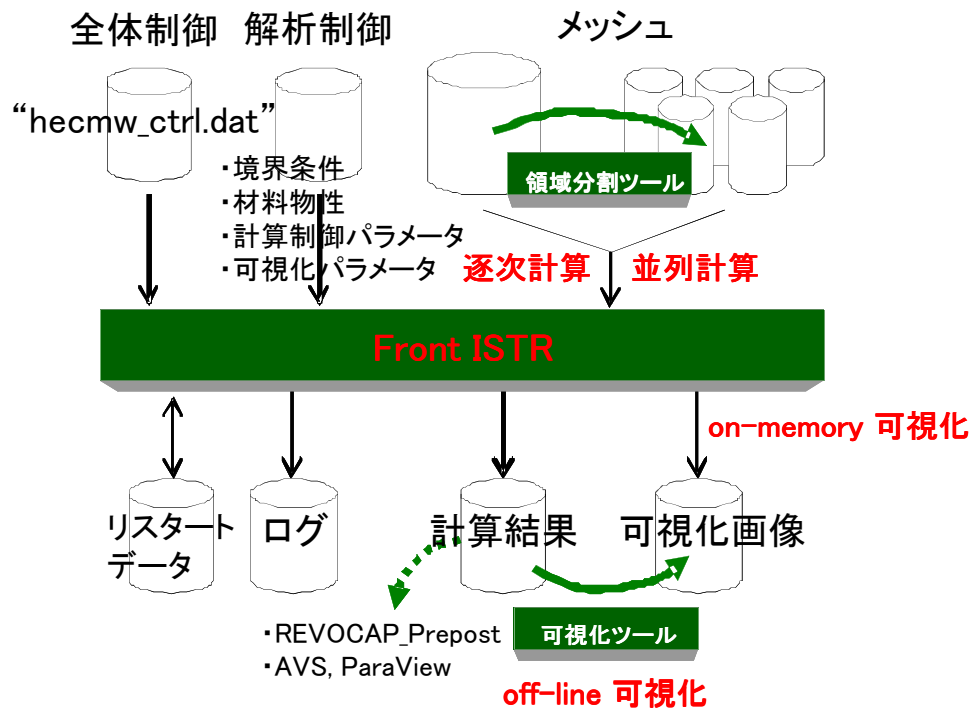 全体制御
解析制御
メッシュ
“hecmw_ctrl.dat”
・境界条件
・材料物性
・計算制御パラメータ
・可視化パラメータ
領域分割ツール
逐次計算
並列計算
Front ISTR
on-memory 可視化
リスタート
データ
ログ
計算結果
可視化画像
・REVOCAP_Prepost
・AVS, ParaView
可視化ツール
off-line 可視化